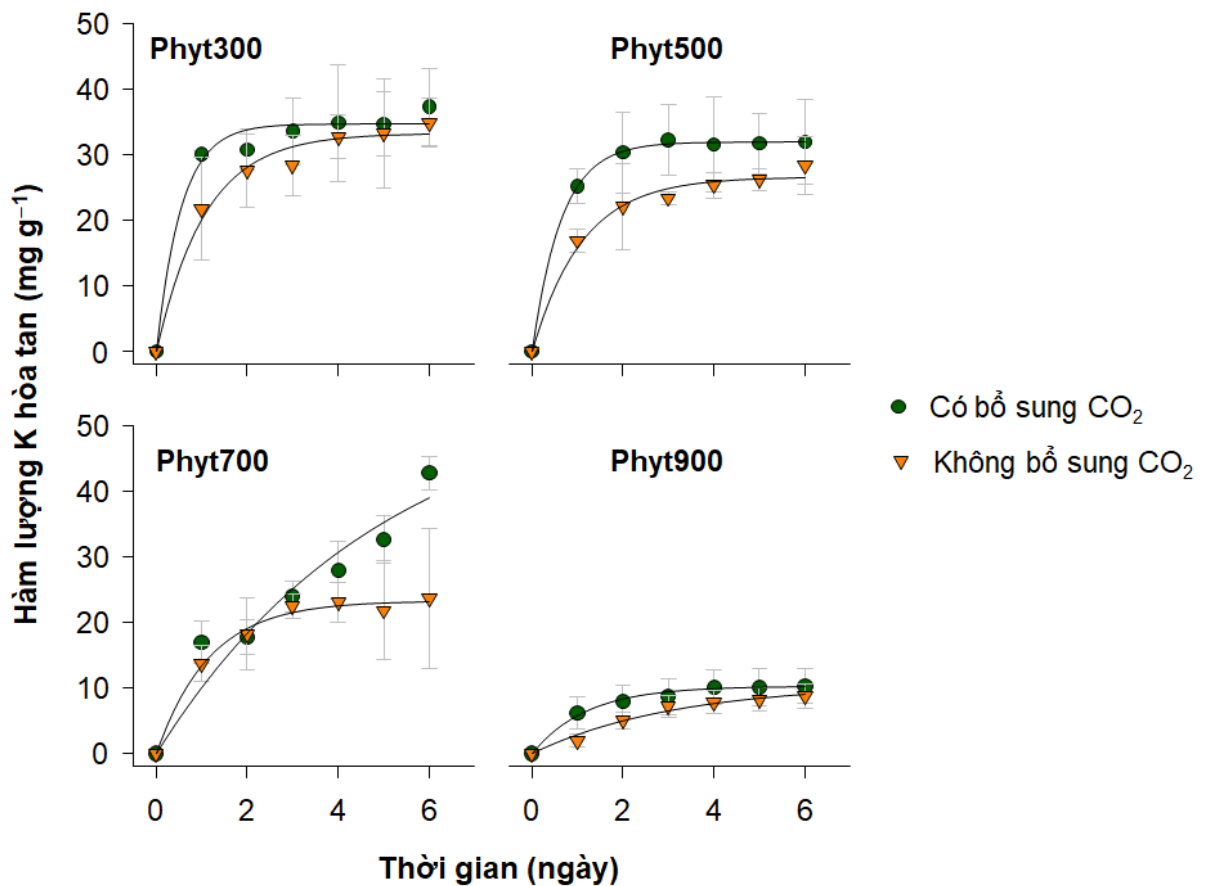 Hàm lượng K hòa tan (mg g⁻¹)
50
40
30
20
10
0
Phyt300
Phyt500
50
40
30
20
10
0
Phyt700
Phyt900
0 2 4 6
0 2 4 6
Thời gian (ngày)
Có bổ sung CO₂
Không bổ sung CO₂